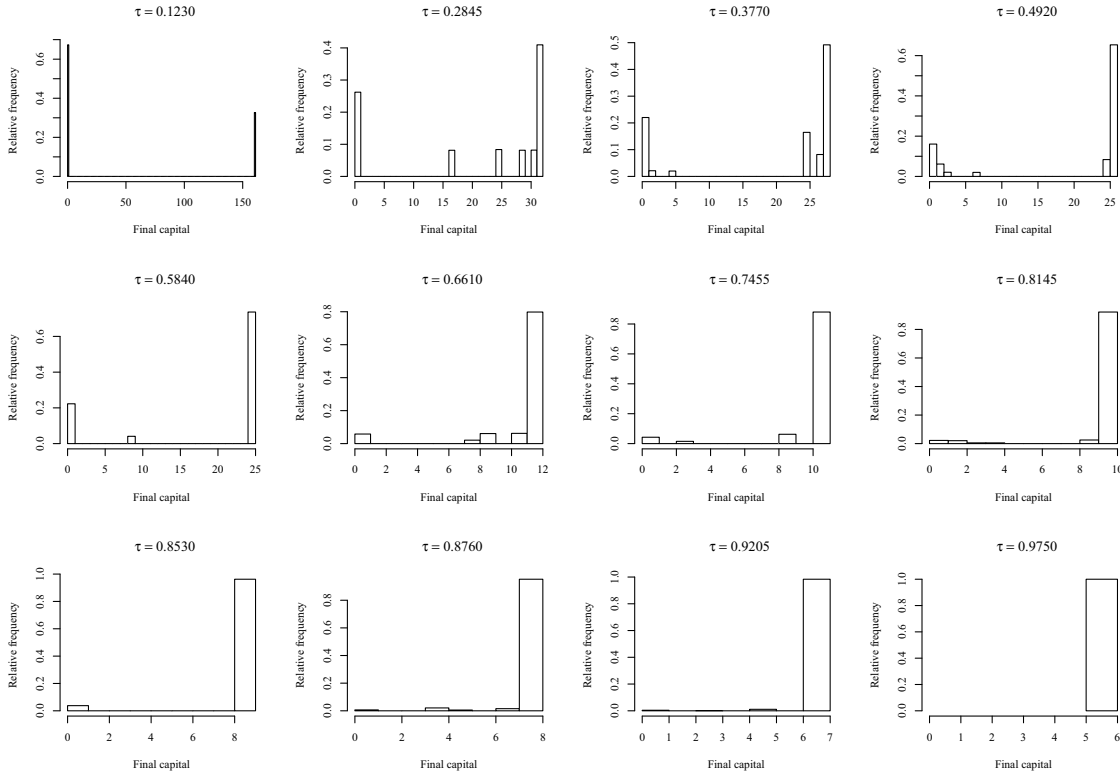 τ = 0.1230
τ = 0.2845
τ = 0.3770
τ = 0.4920
Relative frequency
0.0 0.2 0.4 0.6
0 50 100 150
Final capital
Relative frequency
0.0 0.1 0.2 0.3 0.4
0 5 10 15 20 25 30
Final capital
Relative frequency
0.0 0.1 0.2 0.3 0.4 0.5
0 5 10 15 20 25
Final capital
Relative frequency
0.0 0.2 0.4 0.6
0 5 10 15 20 25
Final capital
τ = 0.5840
τ = 0.6610
τ = 0.7455
τ = 0.8145
Relative frequency
0.0 0.2 0.4 0.6
0 5 10 15 20 25
Final capital
Relative frequency
0.0 0.2 0.4 0.6 0.8
0 2 4 6 8 10 12
Final capital
Relative frequency
0.0 0.2 0.4 0.6 0.8
0 2 4 6 8 10
Final capital
Relative frequency
0.0 0.2 0.4 0.6 0.8
0 2 4 6 8 10
Final capital
τ = 0.8530
τ = 0.8760
τ = 0.9205
τ = 0.9750
Relative frequency
0.0 0.2 0.4 0.6 0.8 1.0
0 2 4 6 8
Final capital
Relative frequency
0.0 0.2 0.4 0.6 0.8
0 2 4 6 8
Final capital
Relative frequency
0.0 0.2 0.4 0.6 0.8 1.0
0 1 2 3 4 5 6 7
Final capital
Relative frequency
0.0 0.2 0.4 0.6 0.8 1.0
0 1 2 3 4 5 6
Final capital